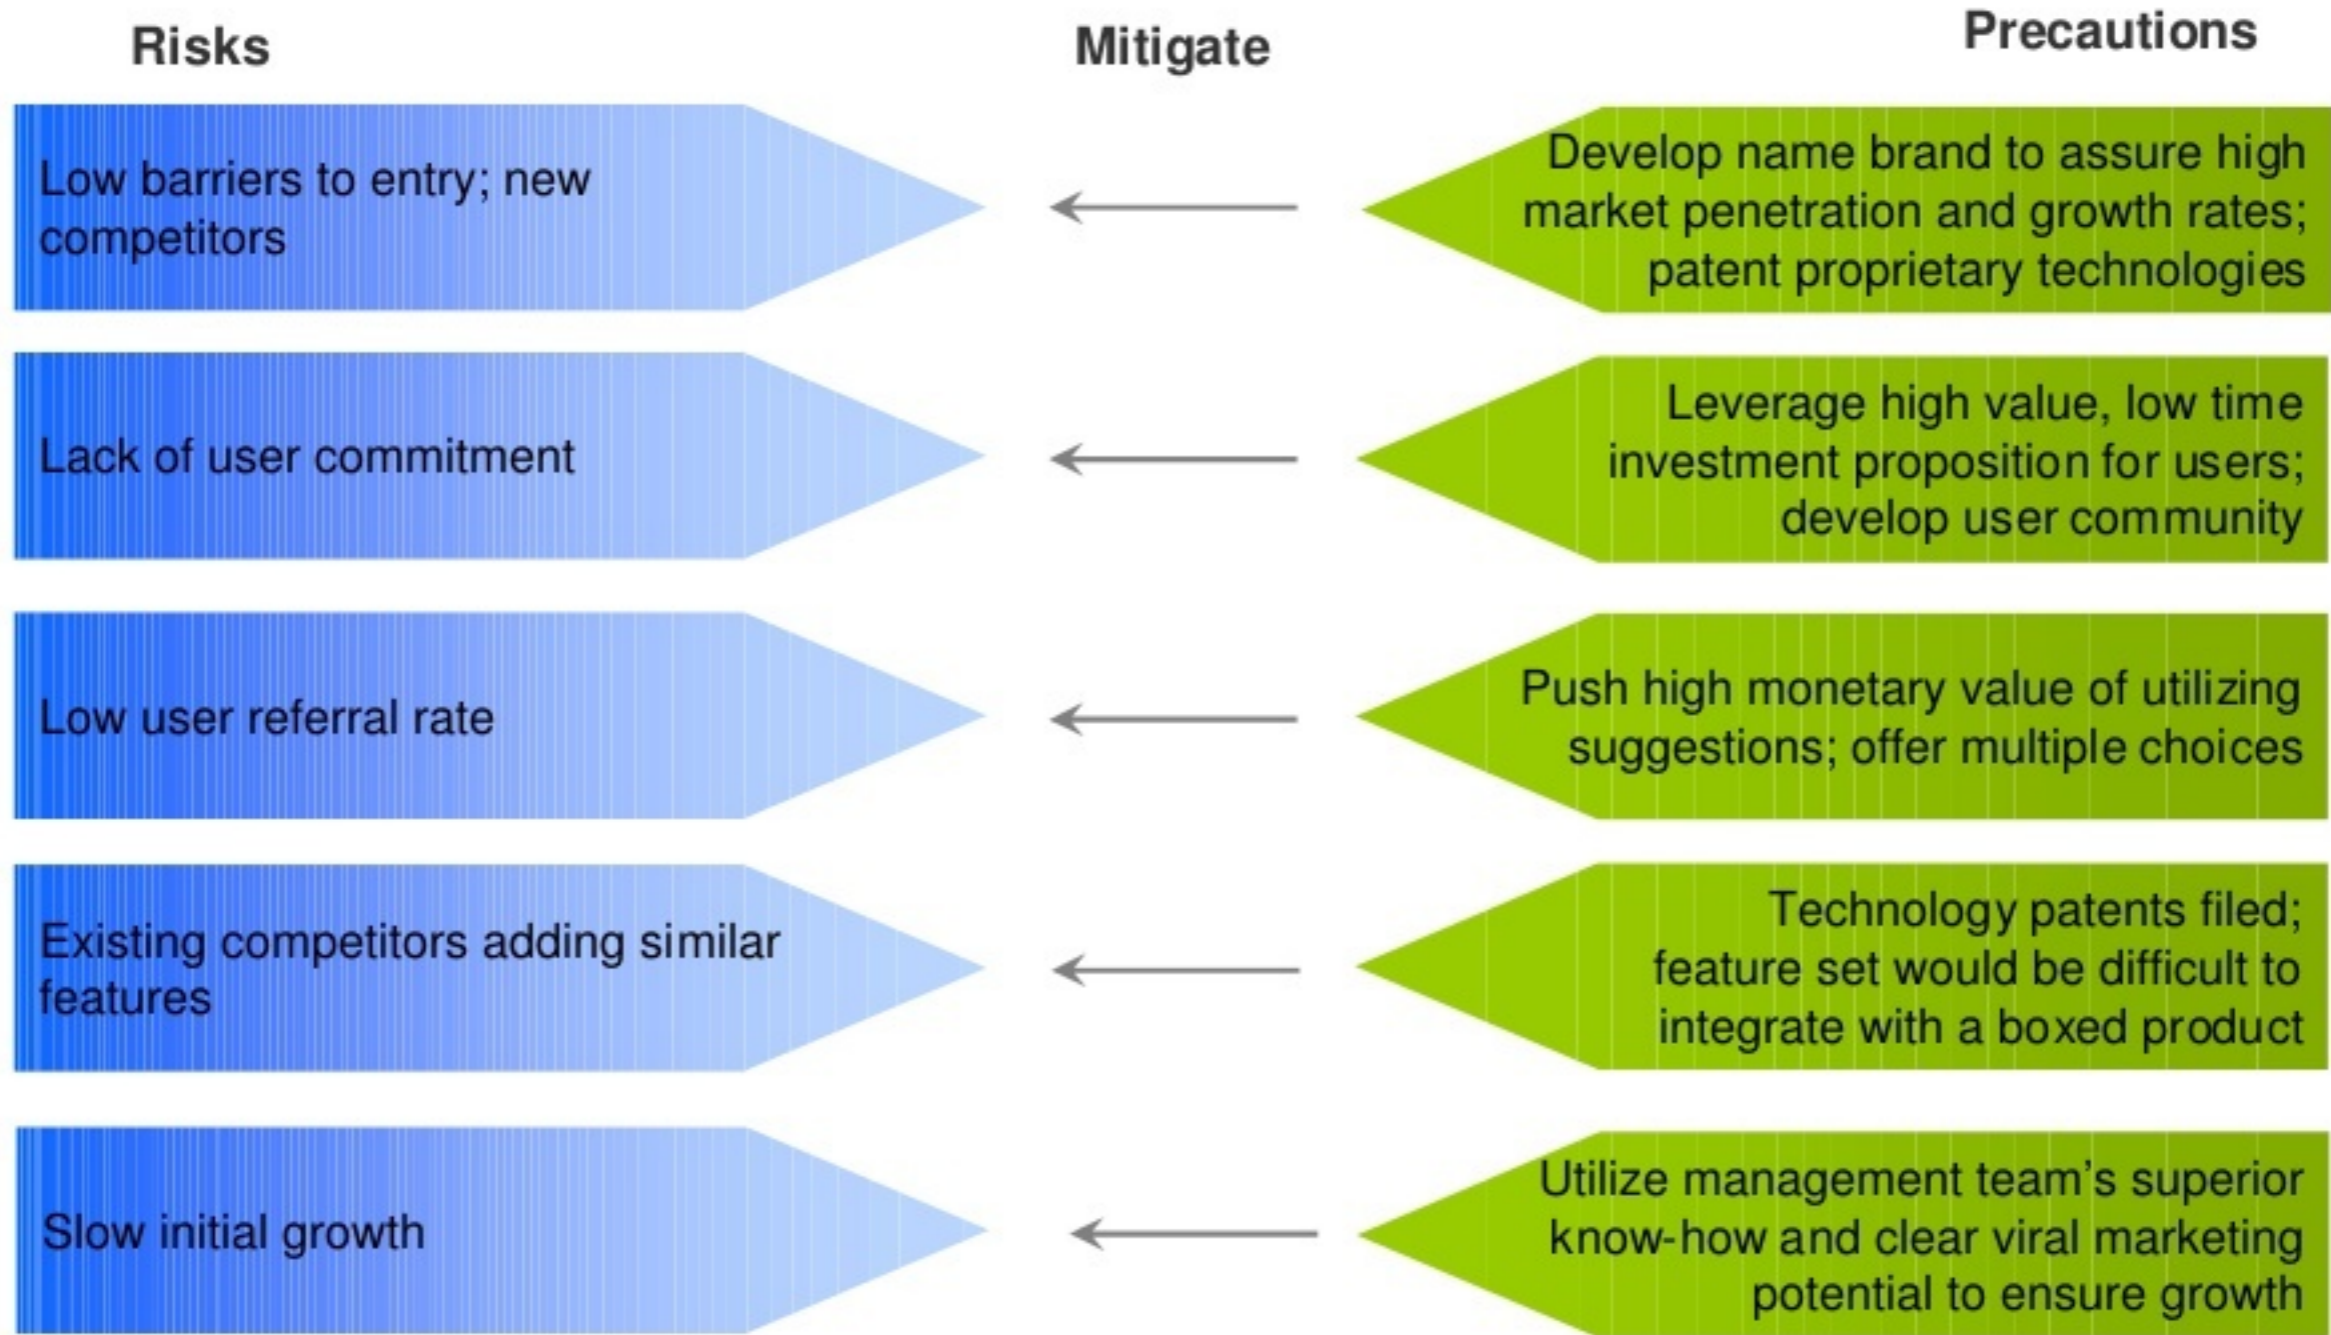 Risks
Mitigate
Precautions
Low barriers to entry; new
competitors
Develop name brand to assure high
market penetration and growth rates;
patent proprietary technologies
Lack of user commitment
Leverage high value, low time
investment proposition for users;
develop user community
Low user referral rate
Push high monetary value of utilizing
suggestions; offer multiple choices
Existing competitors adding similar
features
Technology patents filed;
feature set would be difficult to
integrate with a boxed product
Slow initial growth
Utilize management team’s superior
know-how and clear viral marketing
potential to ensure growth